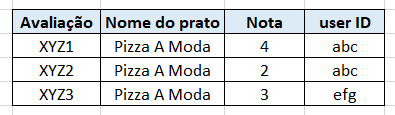 Avaliação Nome do prato Nota user ID
XYZ1 Pizza A Moda 4 abc
XYZ2 Pizza A Moda 2 abc
XYZ3 Pizza A Moda 3 efg